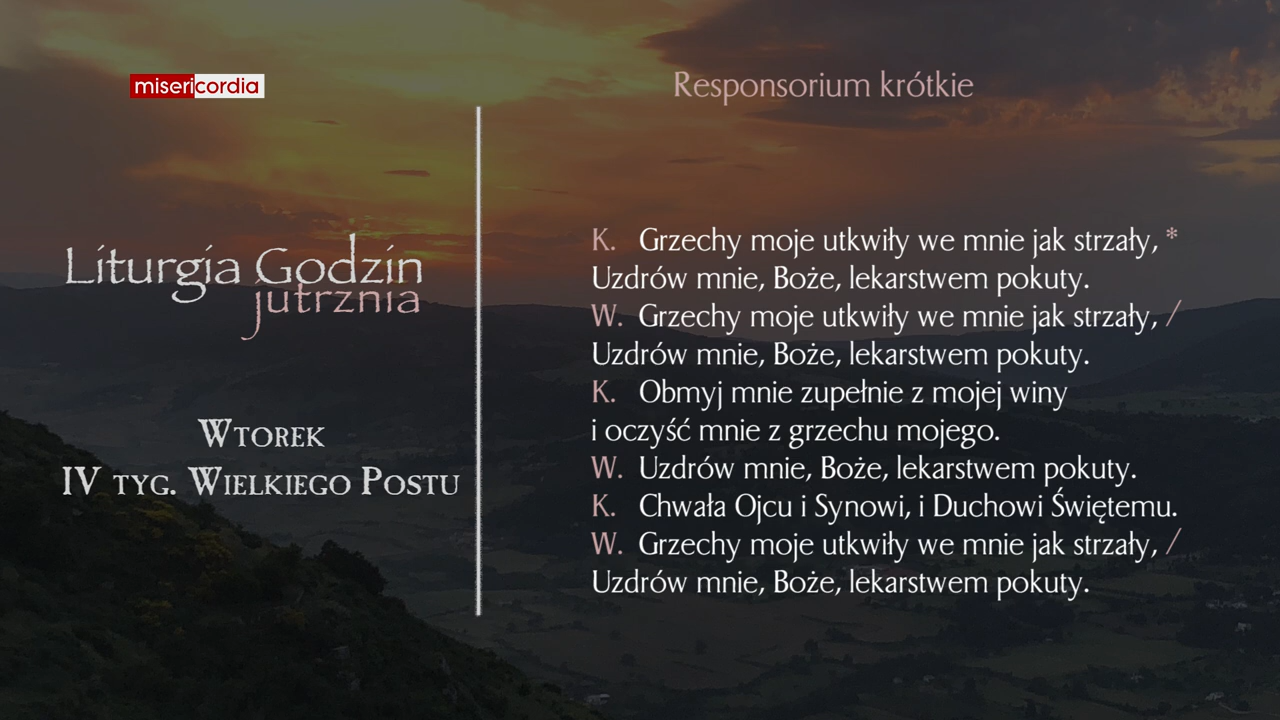 misericordia
Liturgia Godzin
jutrznia
Wtorek
IV tyg. Wielkiego Postu
Responsorium krótkie
K. Grzechy moje utkwiły we mnie jak strzały, *
Uzdrów mnie, Boże, lekarstwem pokuty.
W. Grzechy moje utkwiły we mnie jak strzały, /
Uzdrów mnie, Boże, lekarstwem pokuty.
K. Obmyj mnie zupełnie z mojej winy
i oczyść mnie z grzechu mojego.
W. Uzdrów mnie, Boże, lekarstwem pokuty.
K. Chwała Ojcu i Synowi, i Duchowi Świętemu.
W. Grzechy moje utkwiły we mnie jak strzały, /
Uzdrów mnie, Boże, lekarstwem pokuty.